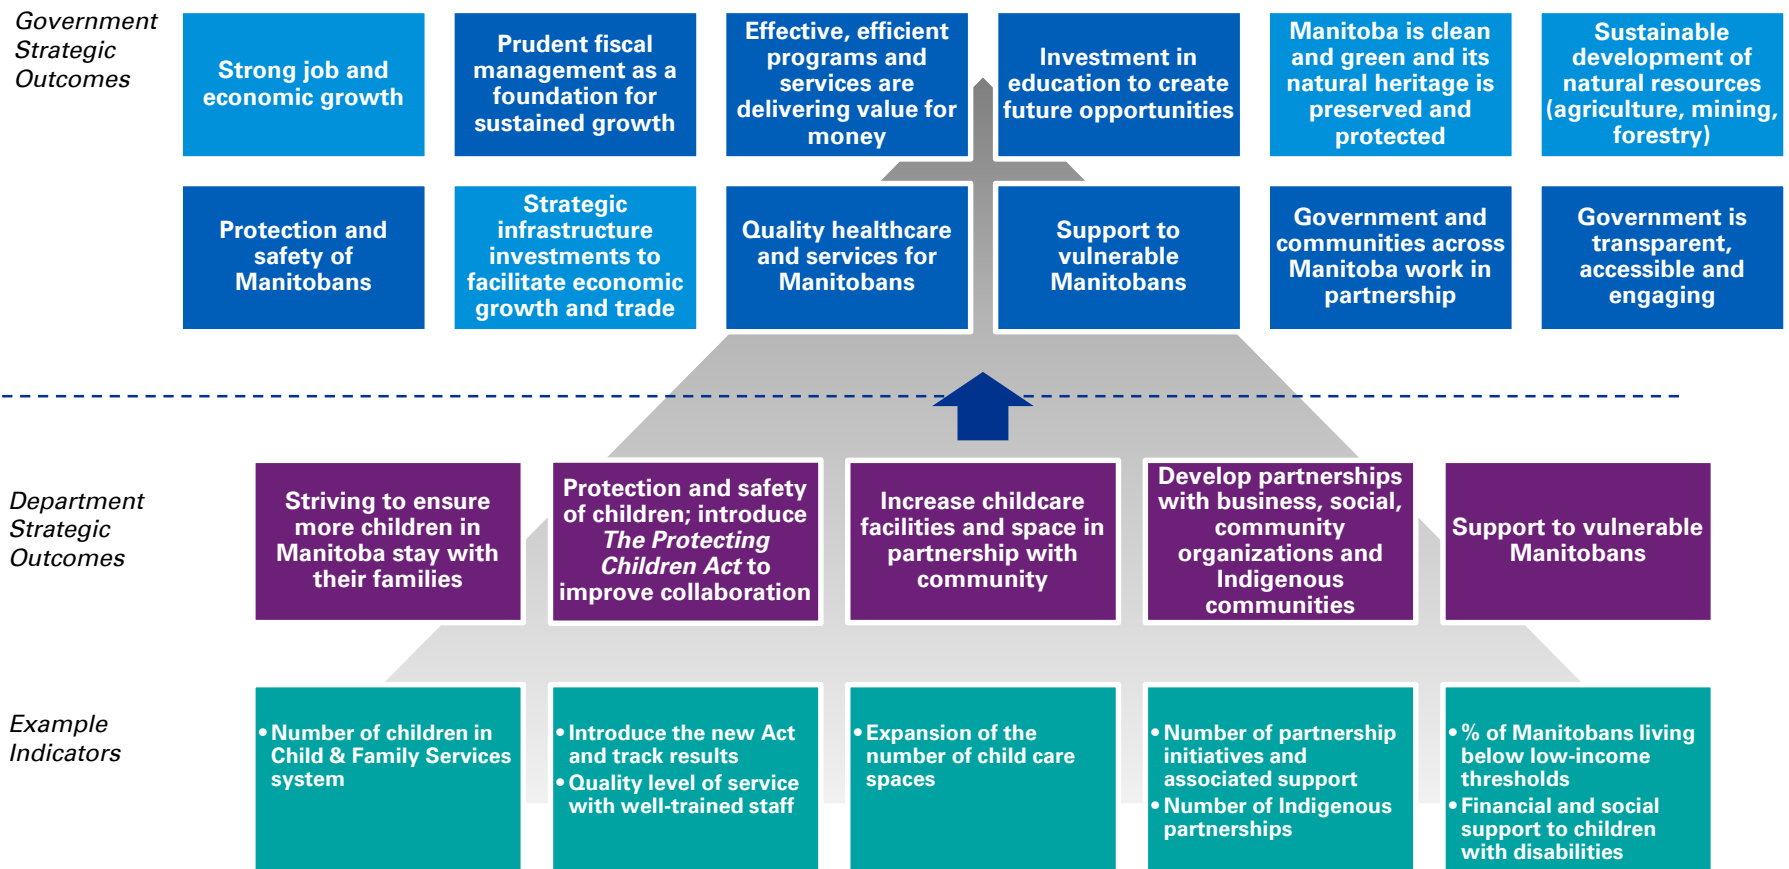 Government
Strategic
Outcomes
Strong job and
economic growth
Prudent fiscal
management as a
foundation for
sustained growth
Effective, efficient
programs and
services are
delivering value for
money
Investment in
education to create
future opportunities
Manitoba is clean
and green and its
natural heritage is
preserved and
protected
Sustainable
development of
natural resources
(agriculture, mining,
forestry)
Protection and
safety of
Manitobans
Strategic
infrastructure
investments to
facilitate economic
growth and trade
Quality healthcare
and services for
Manitobans
Support to
vulnerable
Manitobans
Government and
communities across
Manitoba work in
partnership
Government is
transparent,
accessible and
engaging
Department
Strategic
Outcomes
Striving to ensure
more children in
Manitoba stay with
their families
Protection and safety
of children; introduce
The Protecting
Children Act to
improve collaboration
Increase childcare
facilities and space in
partnership with
community
Develop partnerships
with business, social,
community
organizations and
Indigenous
communities
Support to vulnerable
Manitobans
Example
Indicators
• Number of children in
Child & Family Services
system
• Introduce the new Act
and track results
• Quality level of service
with well-trained staff
• Expansion of the
number of child care
spaces
• Number of partnership
initiatives and
associated support
• Number of Indigenous
partnerships
• % of Manitobans living
below low-income
thresholds
• Financial and social
support to children
with disabilities